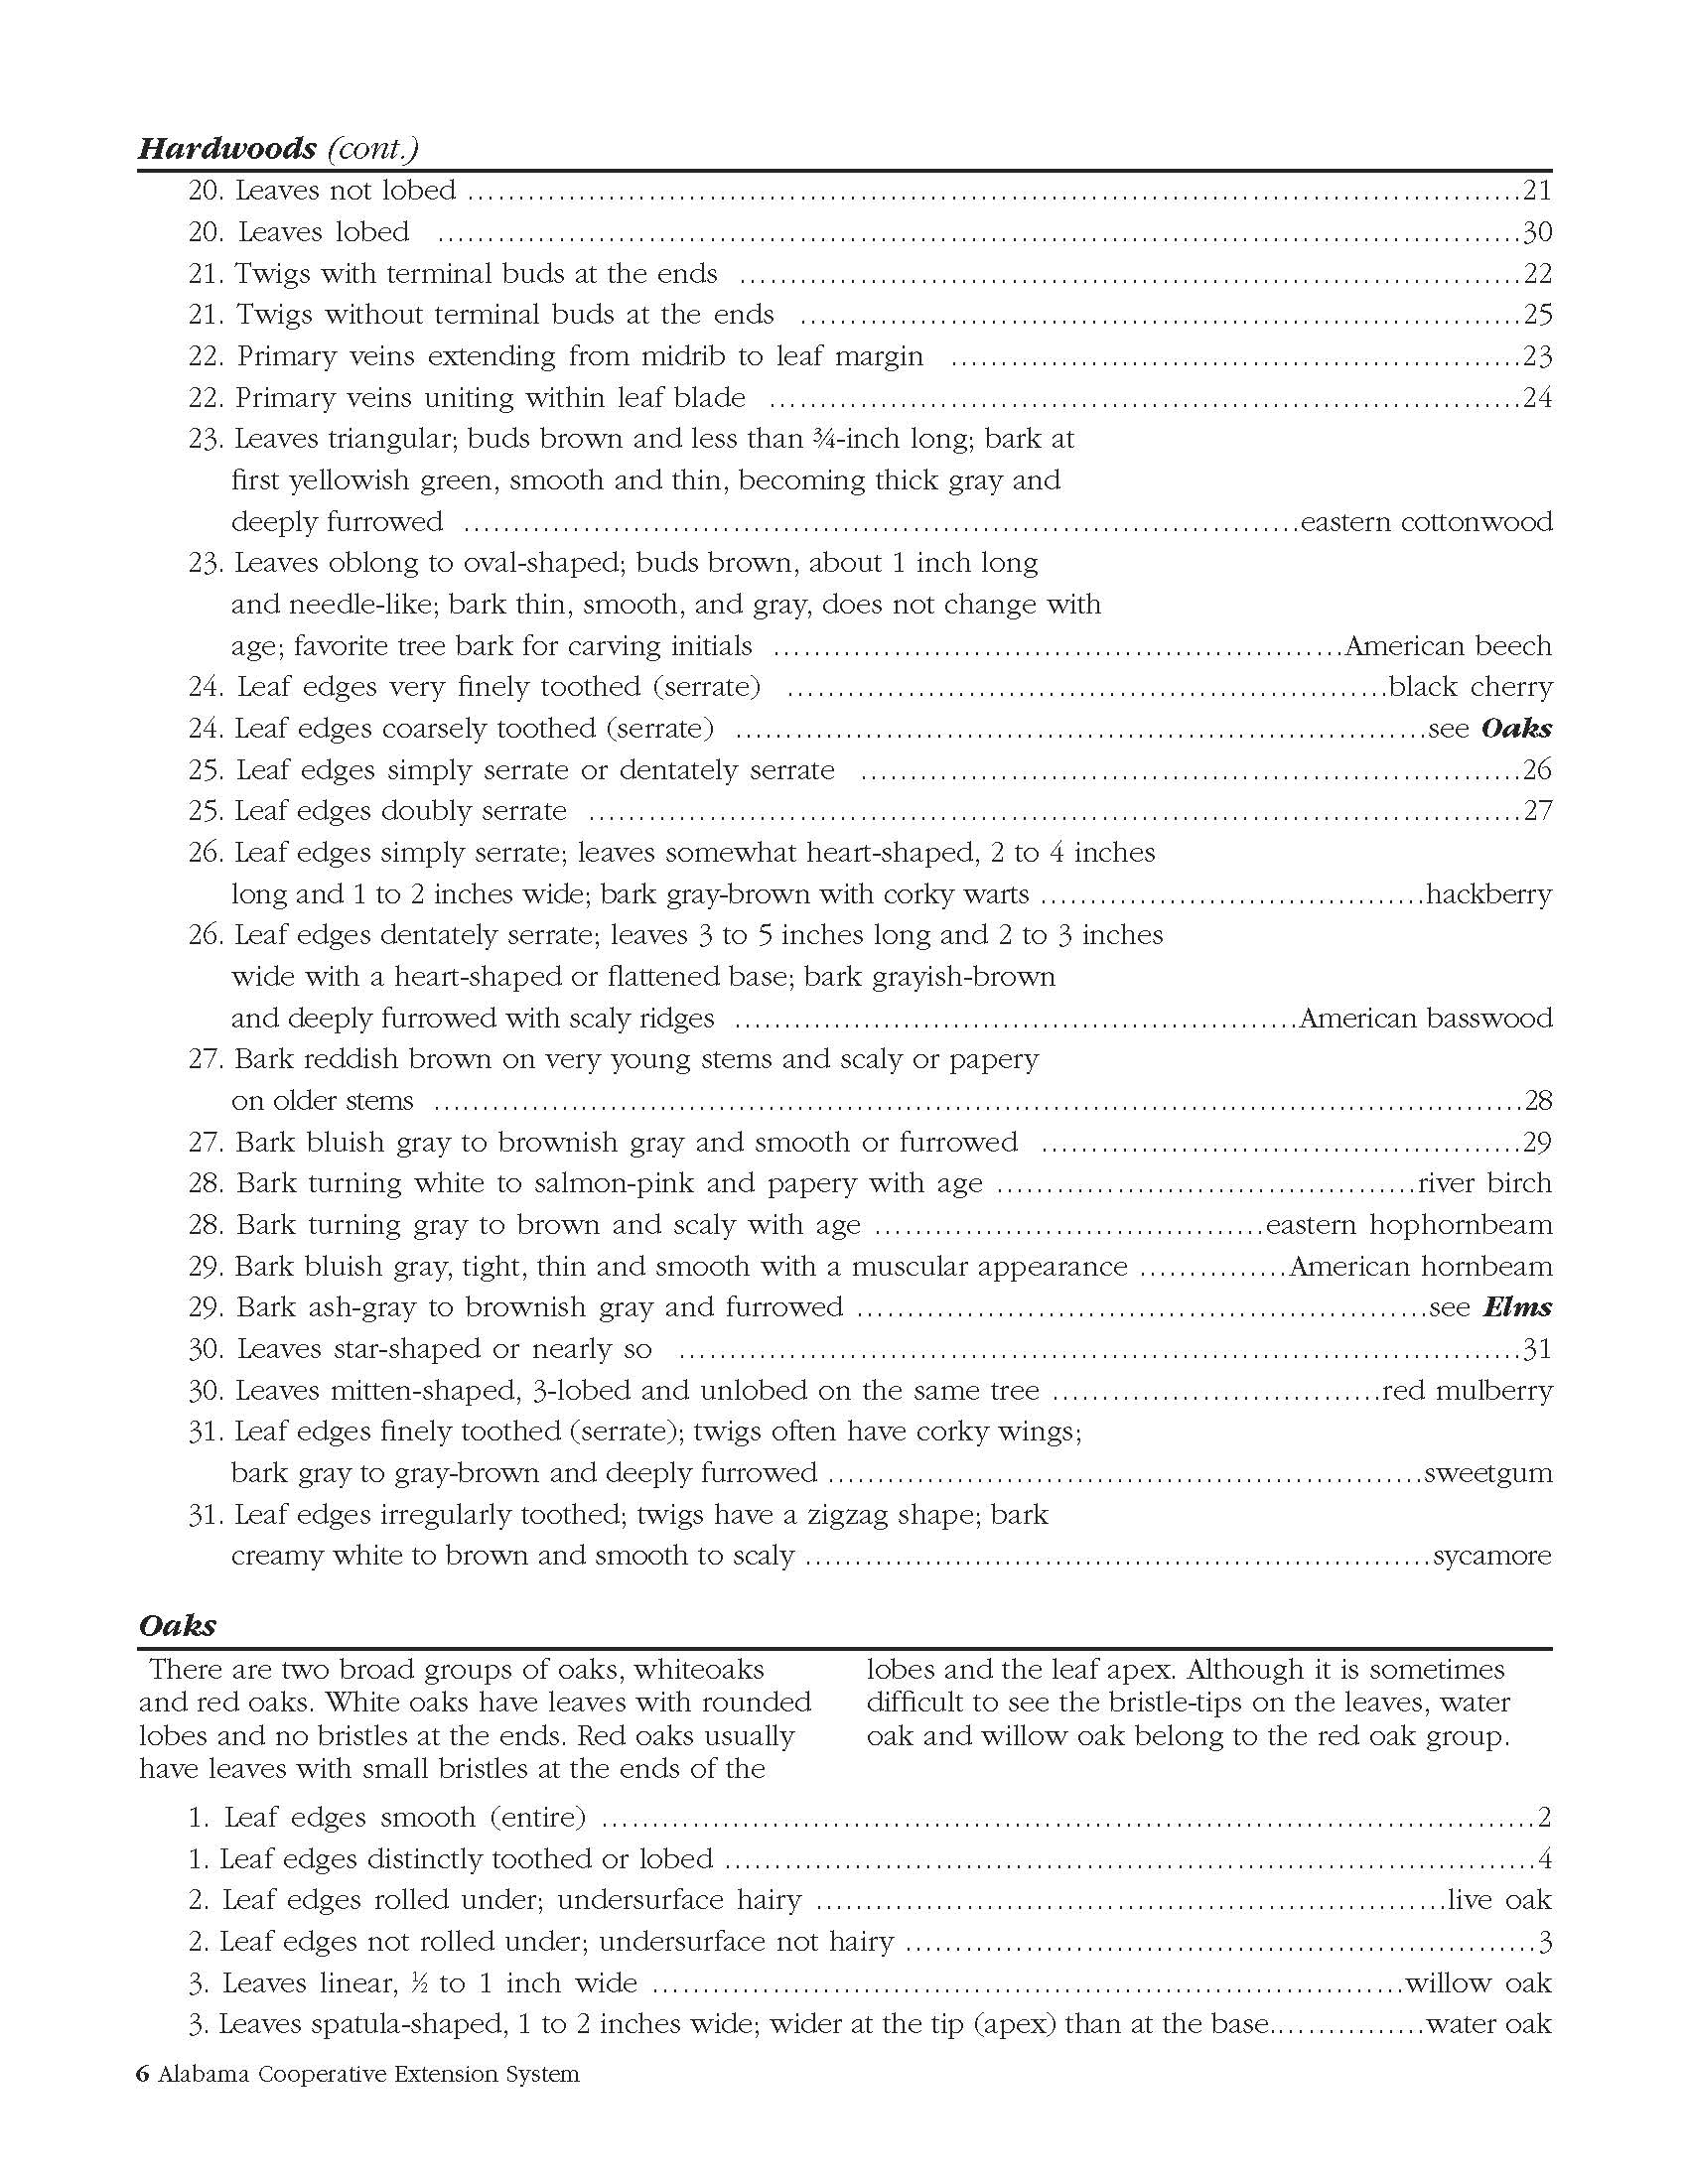 Hardwoods (cont.)
20. Leaves not lobed ....................21
20. Leaves lobed ....................30
21. Twigs with terminal buds at the ends ....................22
21. Twigs without terminal buds at the ends ....................25
22. Primary veins extending from midrib to leaf margin ....................23
22. Primary veins uniting within leaf blade ....................24
23. Leaves triangular; buds brown and less than ¾-inch long; bark at
first yellowish green, smooth and thin, becoming thick gray and
deeply furrowed ....................eastern cottonwood
23. Leaves oblong to oval-shaped; buds brown, about 1 inch long
and needle-like; bark thin, smooth, and gray, does not change with
age; favorite tree bark for carving initials ....................American beech
24. Leaf edges very finely toothed (serrate) ....................black cherry
24. Leaf edges coarsely toothed (serrate) ....................see Oaks
25. Leaf edges simply serrate or dentately serrate ....................26
25. Leaf edges doubly serrate ....................27
26. Leaf edges simply serrate; leaves somewhat heart-shaped, 2 to 4 inches
long and 1 to 2 inches wide; bark gray-brown with corky warts ....................hackberry
26. Leaf edges dentately serrate; leaves 3 to 5 inches long and 2 to 3 inches
wide with a heart-shaped or flattened base; bark grayish-brown
and deeply furrowed with scaly ridges ....................American basswood
27. Bark reddish brown on very young stems and scaly or papery
on older stems ....................28
27. Bark bluish gray to brownish gray and smooth or furrowed ....................29
28. Bark turning white to salmon-pink and papery with age ....................river birch
28. Bark turning gray to brown and scaly with age ....................eastern hophornbeam
29. Bark bluish gray, tight, thin and smooth with a muscular appearance ...............American hornbeam
29. Bark ash-gray to brownish gray and furrowed ....................see Elms
30. Leaves star-shaped or nearly so ....................31
30. Leaves mitten-shaped, 3-lobed and unlobed on the same tree ....................red mulberry
31. Leaf edges finely toothed (serrate); twigs often have corky wings;
bark gray to gray-brown and deeply furrowed ....................sweetgum
31. Leaf edges irregularly toothed; twigs have a zigzag shape; bark
creamy white to brown and smooth to scaly ....................sycamore
Oaks
There are two broad groups of oaks, whiteoaks
and red oaks. White oaks have leaves with rounded
lobes and no bristles at the ends. Red oaks usually
have leaves with small bristles at the ends of the
lobes and the leaf apex. Although it is sometimes
difficult to see the bristle-tips on the leaves, water
oak and willow oak belong to the red oak group.
1. Leaf edges smooth (entire) ....................2
1. Leaf edges distinctly toothed or lobed ....................4
2. Leaf edges rolled under; undersurface hairy ....................live oak
2. Leaf edges not rolled under; undersurface not hairy ....................3
3. Leaves linear, ½ to 1 inch wide ....................willow oak
3. Leaves spatula-shaped, 1 to 2 inches wide; wider at the tip (apex) than at the base................water oak
6 Alabama Cooperative Extension System